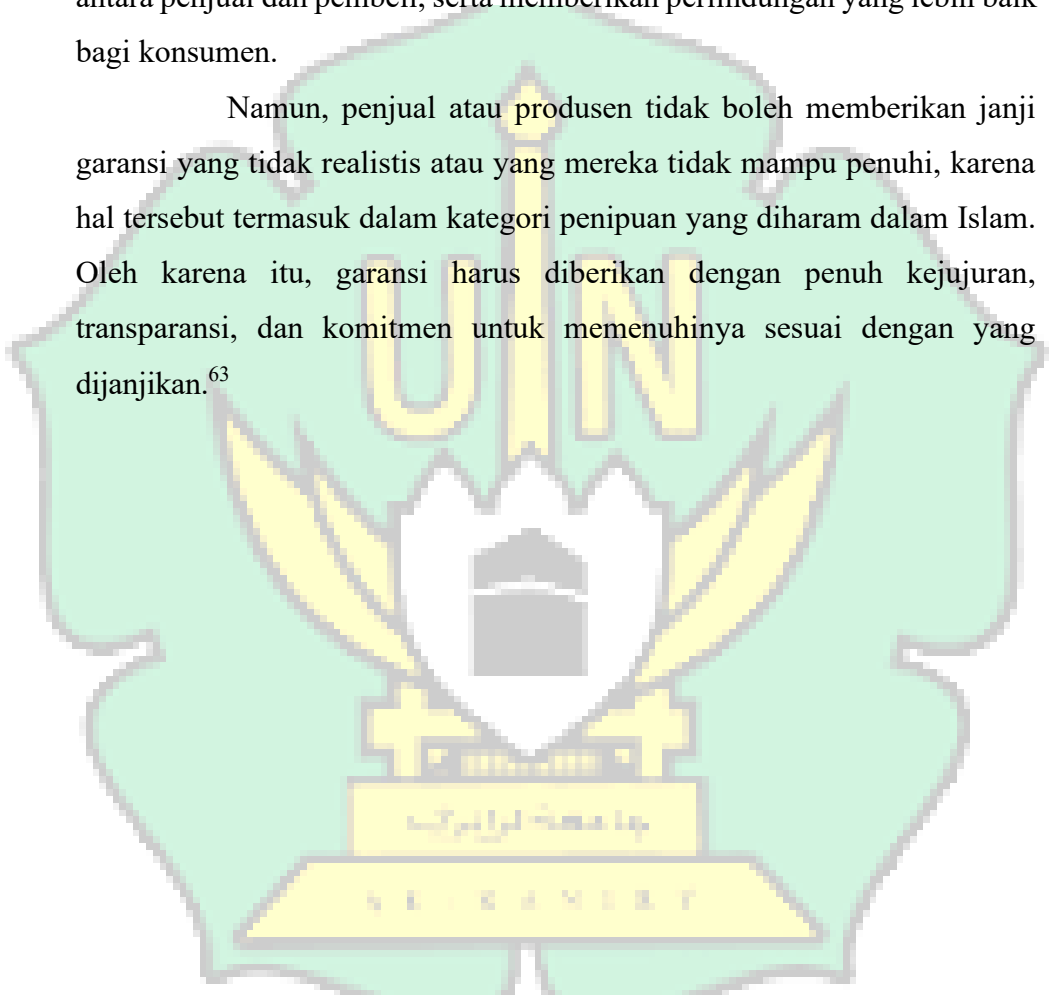 antara penjual dan pembeli, serta memberikan perlindungan yang lebih baik
bagi konsumen.
Namun, penjual atau produsen tidak boleh memberikan janji
garansi yang tidak realistis atau yang mereka tidak mampu penuhi, karena
hal tersebut termasuk dalam kategori penipuan yang diharam dalam Islam.
Oleh karena itu, garansi harus diberikan dengan penuh kejujuran,
transparansi, dan komitmen untuk memenuhinya sesuai dengan yang
dijanjikan.63
UIN